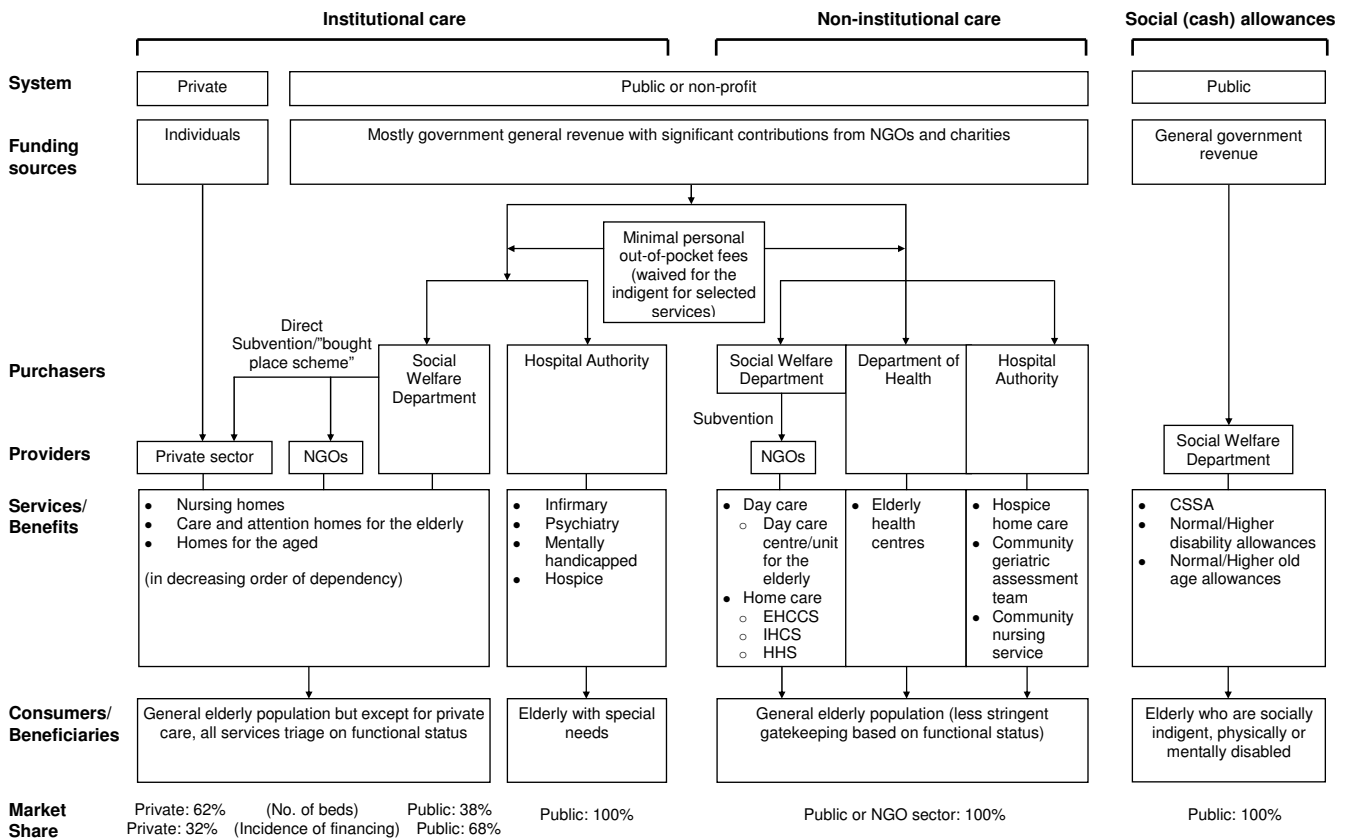 Institutional care
Non-institutional care
Social (cash) allowances
System
Private
Public or non-profit
Public
Funding
sources
Individuals
Mostly government general revenue with significant contributions from NGOs and charities
General government
revenue
Minimal personal
out-of-pocket fees
(waived for the
indigent for selected
services)
Direct
Subvention/"bought
place scheme"
Purchasers
Social
Welfare
Department
Hospital Authority
Social Welfare
Department
Department of
Health
Hospital
Authority
Subvention
Providers
Private sector
NGOs
NGOs
Social Welfare
Department
Services/
Benefits
● Nursing homes
● Care and attention homes for the elderly
● Homes for the aged
(in decreasing order of dependency)
● Infirmary
● Psychiatry
● Mentally
handicapped
● Hospice
● Day care
○ Day care
centre/unit
for the
elderly
● Home care
○ EHCCS
○ IHCS
○ HHS
● Elderly
health
centres
● Hospice
home care
● Community
geriatric
assessment
team
● Community
nursing
service
● CSSA
● Normal/Higher
disability allowances
● Normal/Higher old
age allowances
Consumers/
Beneficiaries
General elderly population but except for private
care, all services triage on functional status
Elderly with special
needs
General elderly population (less stringent
gatekeeping based on functional status)
Elderly who are socially
indigent, physically or
mentally disabled
Market
Share
Private: 62% (No. of beds) Public: 38%
Private: 32% (Incidence of financing) Public: 68%
Public: 100%
Public or NGO sector: 100%
Public: 100%